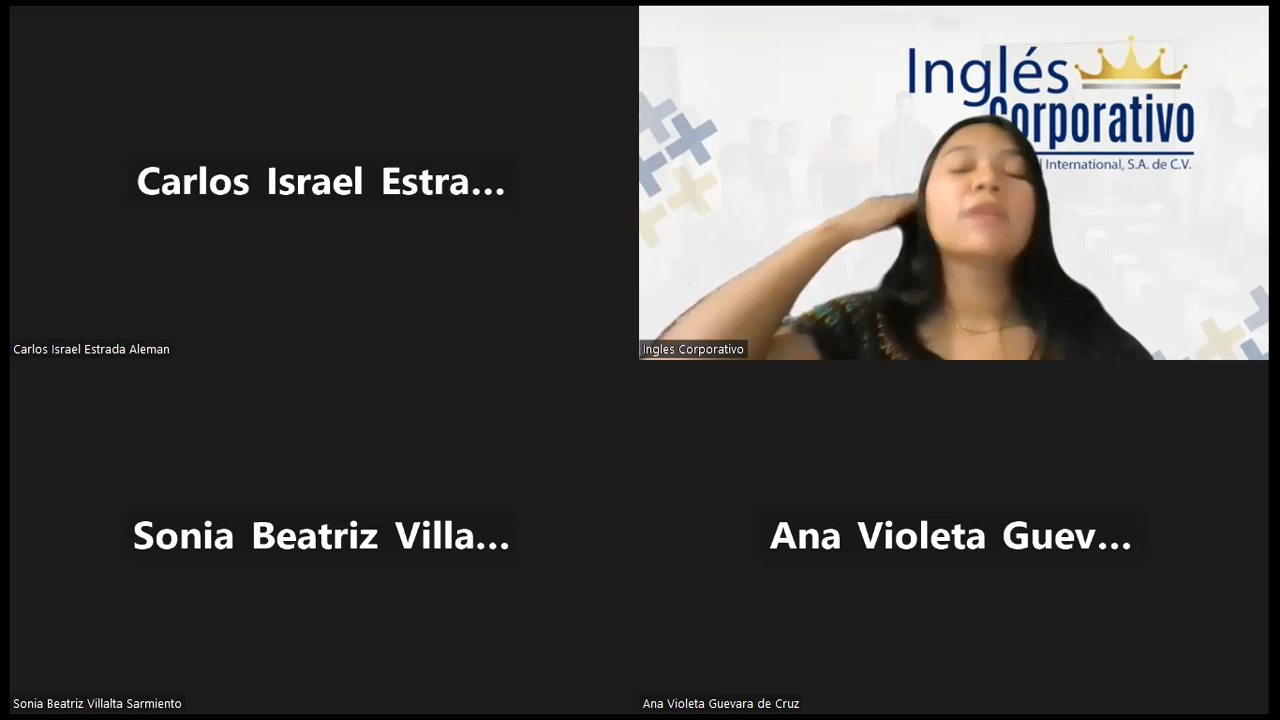 Carlos Israel Estra...
Carlos Israel Estrada Aleman
Inglés
Corporativo
l International, S.A. de C.V.
Ingles Corporativo
Sonia Beatriz Villa...
Sonia Beatriz Villalta Sarmiento
Ana Violeta Guev...
Ana Violeta Guevara de Cruz